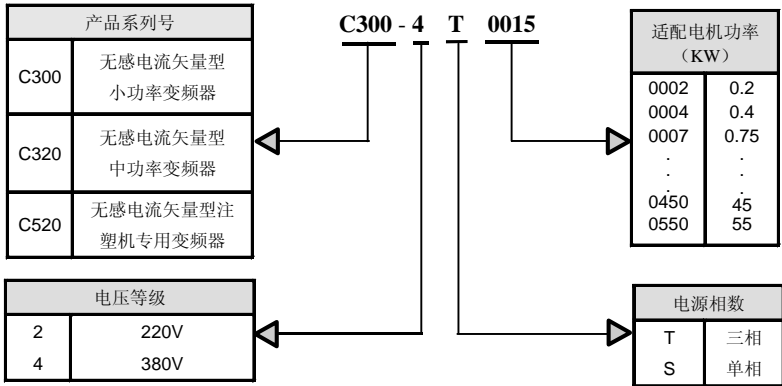 C300 - 4 T 0015
产品系列号
C300 无感电流矢量型
小功率变频器
C320 无感电流矢量型
中功率变频器
C520 无感电流矢量型注
塑机专用变频器
适配电机功率
（KW）
0002 0.2
0004 0.4
0007 0.75
. .
. .
. .
0450 45
0550 55
电压等级
2 220V
4 380V
电源相数
T 三相
S 单相